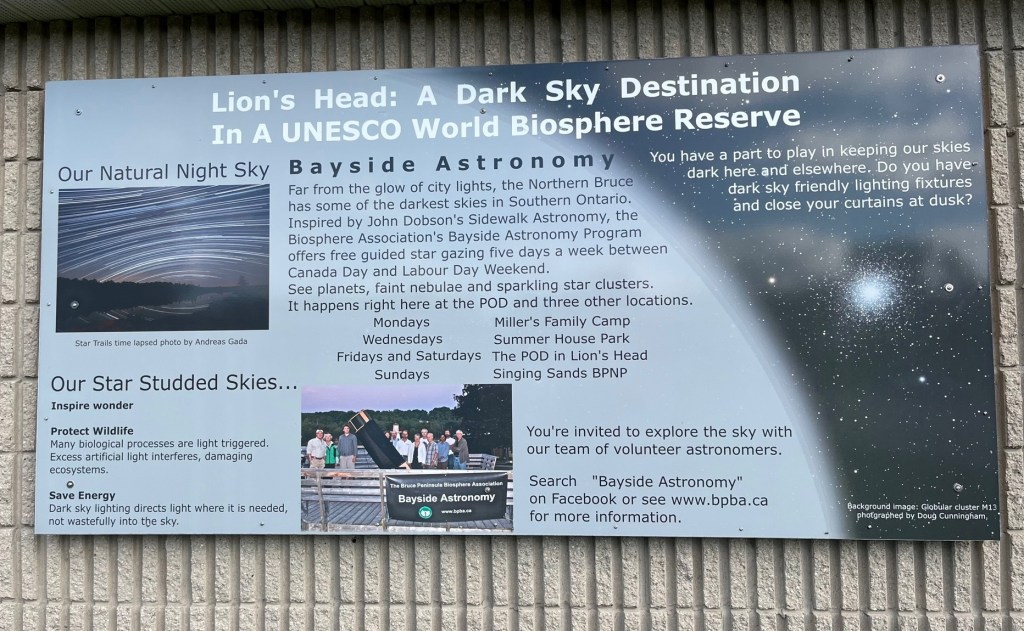 Lion's Head: A Dark Sky Destination
In A UNESCO World Biosphere Reserve
Our Natural Night Sky
Star Trails time lapsed photo by Andreas Gada
Our Star Studded Skies...
Inspire wonder
Protect Wildlife
Many biological processes are light triggered.
Excess artificial light interferes, damaging
ecosystems.
Save Energy
Dark sky lighting directs light where it is needed,
not wastefully into the sky.
Bayside Astronomy
Far from the glow of city lights, the Northern Bruce
has some of the darkest skies in Southern Ontario.
Inspired by John Dobson's Sidewalk Astronomy, the
Biosphere Association's Bayside Astronomy Program
offers free guided star gazing five days a week between
Canada Day and Labour Day Weekend.
See planets, faint nebulae and sparkling star clusters.
It happens right here at the POD and three other locations.
Mondays Miller's Family Camp
Wednesdays Summer House Park
Fridays and Saturdays The POD in Lion's Head
Sundays Singing Sands BPNP
The Bruce Peninsula Biosphere Association
Bayside Astronomy
www.bpba.ca
You're invited to explore the sky with
our team of volunteer astronomers.
Search "Bayside Astronomy"
on Facebook or see www.bpba.ca
for more information.
You have a part to play in keeping our skies
dark here and elsewhere. Do you have
dark sky friendly lighting fixtures
and close your curtains at dusk?
Background image: Globular cluster M13
photographed by Doug Cunningham.